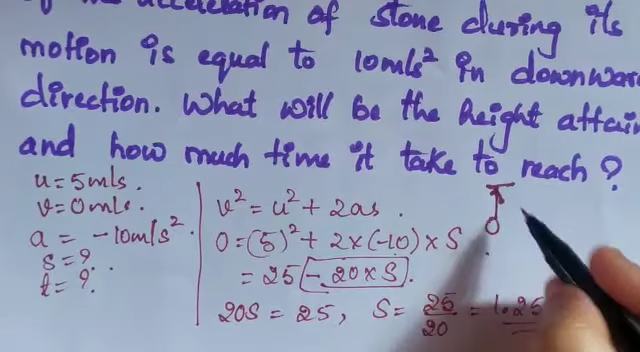 the acceleration of stone during its
motion is equal to 10m/s² in downwar
direction. What will be the height attain
and how much time it take to reach?
u = 5m/s.
v = 0m/s.
a = -10m/s².
s = ?
t = ?.
v² = u² + 2as.
0 = (5)² + 2×(-10)×S
= 25 - 20×S.
20S = 25, S = 25/20 = 1.25